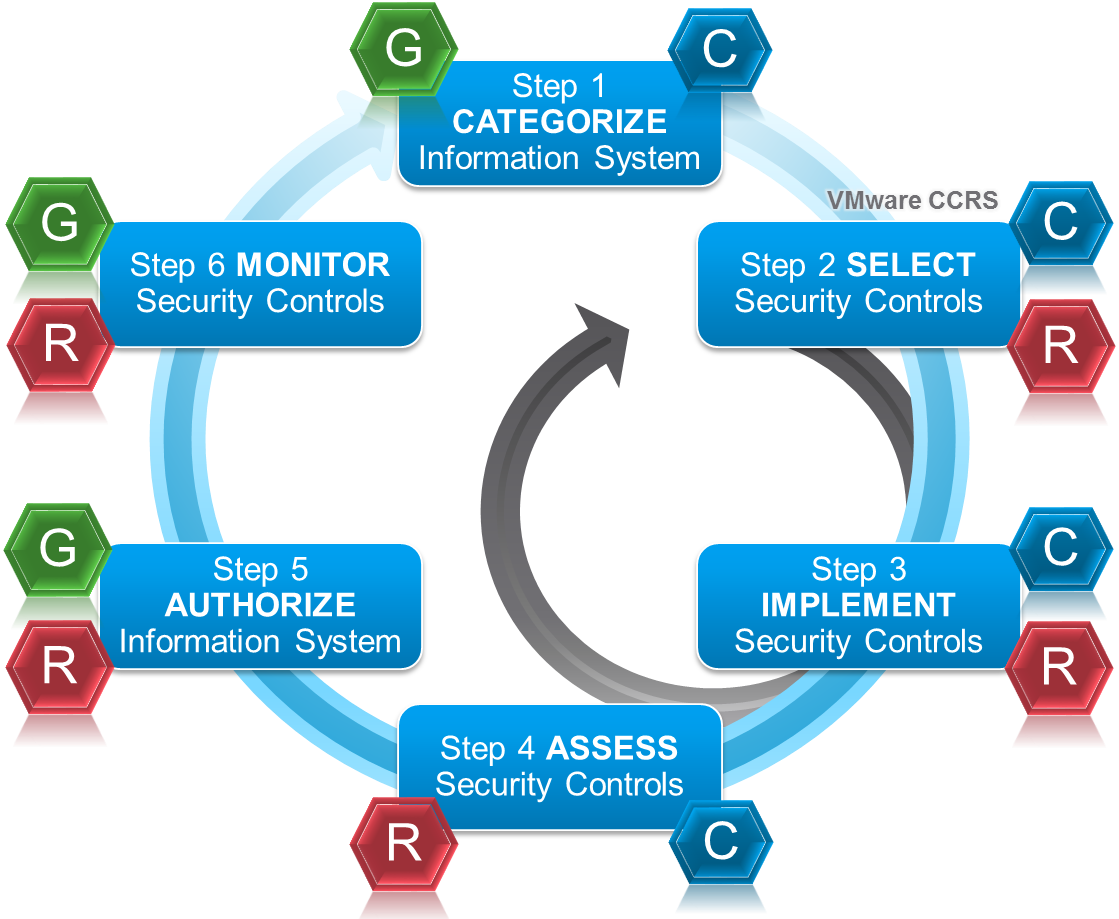 G
C
Step 1
CATEGORIZE
Information System
VMware CCRS
G
R
Step 6 MONITOR
Security Controls
Step 2 SELECT
Security Controls
C
R
G
R
Step 5
AUTHORIZE
Information System
Step 3
IMPLEMENT
Security Controls
C
R
Step 4 ASSESS
Security Controls
R
C